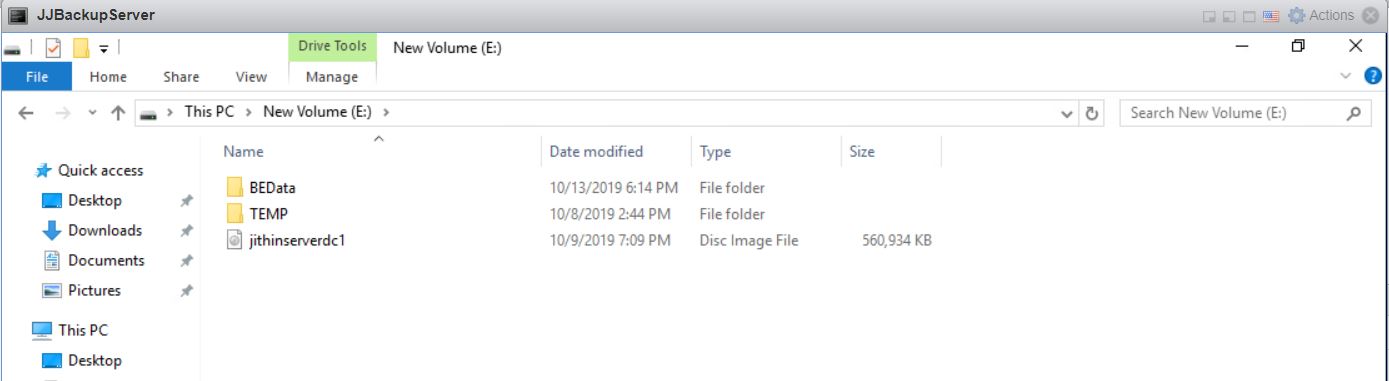 JJBackupServer Actions
Drive Tools New Volume (E:)
File Home Share View Manage
This PC New Volume (E:) Search New Volume (E:)
Name Date modified Type Size
Quick access
Desktop
Downloads
Documents
Pictures
This PC
Desktop
BEData 10/13/2019 6:14 PM File folder
TEMP 10/8/2019 2:44 PM File folder
jithinserverdc1 10/9/2019 7:09 PM Disc Image File 560,934 KB